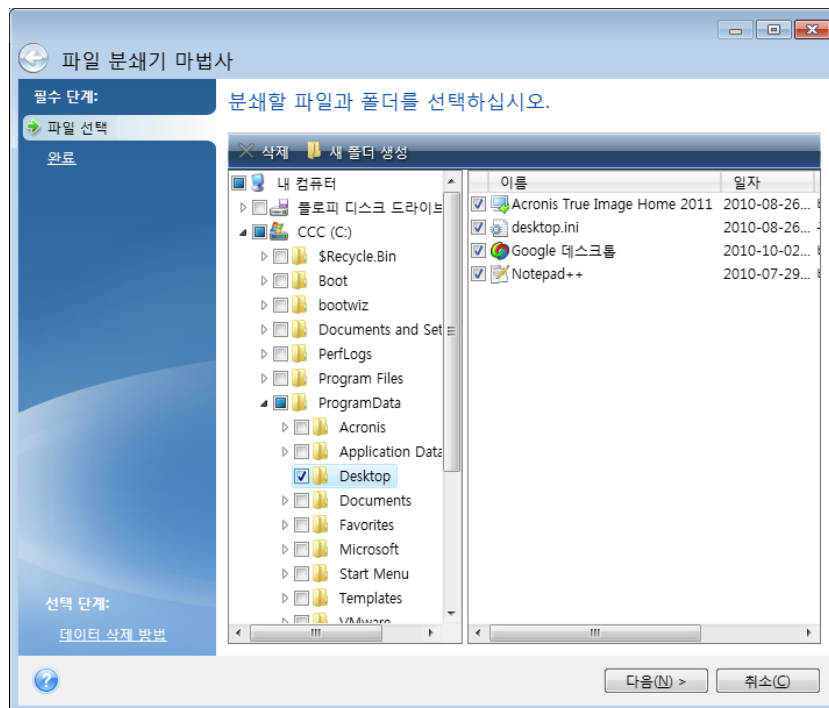 파일 분쇄기 마법사
필수 단계:
파일 선택
완료
선택 단계:
데이터 삭제 방법
분쇄할 파일과 폴더를 선택하십시오.
삭제 새 폴더 생성
내 컴퓨터
플로피 디스크 드라이브
CCC (C:)
$Recycle.Bin
Boot
bootwiz
Documents and Set
PerfLogs
Program Files
ProgramData
Acronis
Application Data
Desktop
Documents
Favorites
Microsoft
Start Menu
Templates
VMware
이름 일자
Acronis True Image Home 2011 2010-08-26...
desktop.ini 2010-08-26...
Google 데스크톱 2010-10-02...
Notepad++ 2010-07-29...
다음(N) > 취소(C)